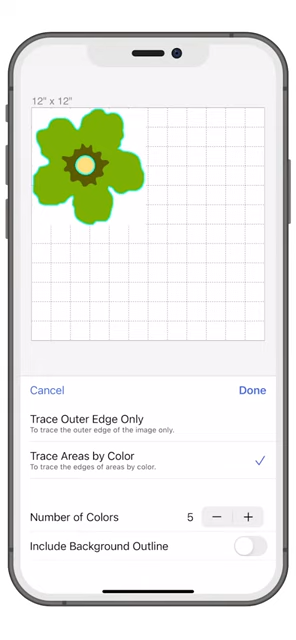 12" x 12"
Cancel
Done
Trace Outer Edge Only
To trace the outer edge of the image only.
Trace Areas by Color
To trace the edges of areas by color.
Number of Colors 5 − +
Include Background Outline